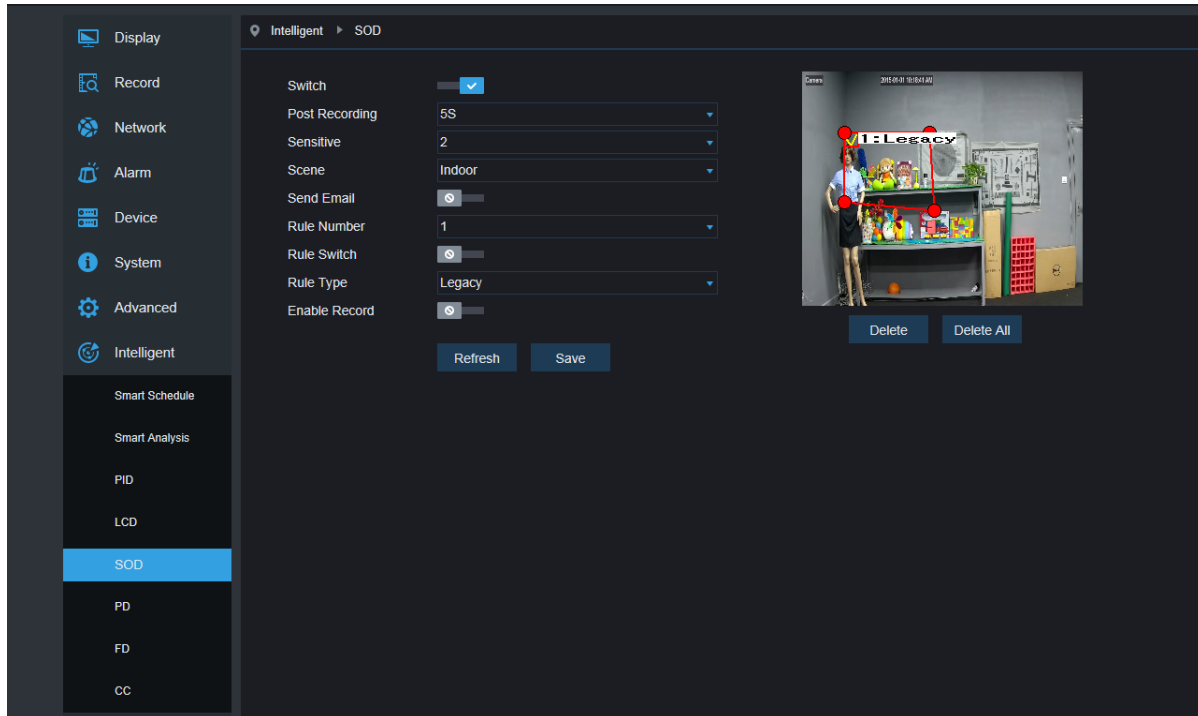 Display
Record
Network
Alarm
Device
System
Advanced
Intelligent
Smart Schedule
Smart Analysis
PID
LCD
SOD
PD
FD
CC
Intelligent SOD
Switch
Post Recording 5S
Sensitive 2
Scene Indoor
Send Email
Rule Number 1
Rule Switch
Rule Type Legacy
Enable Record
Refresh Save
Camera
1:Legacy
Delete Delete All